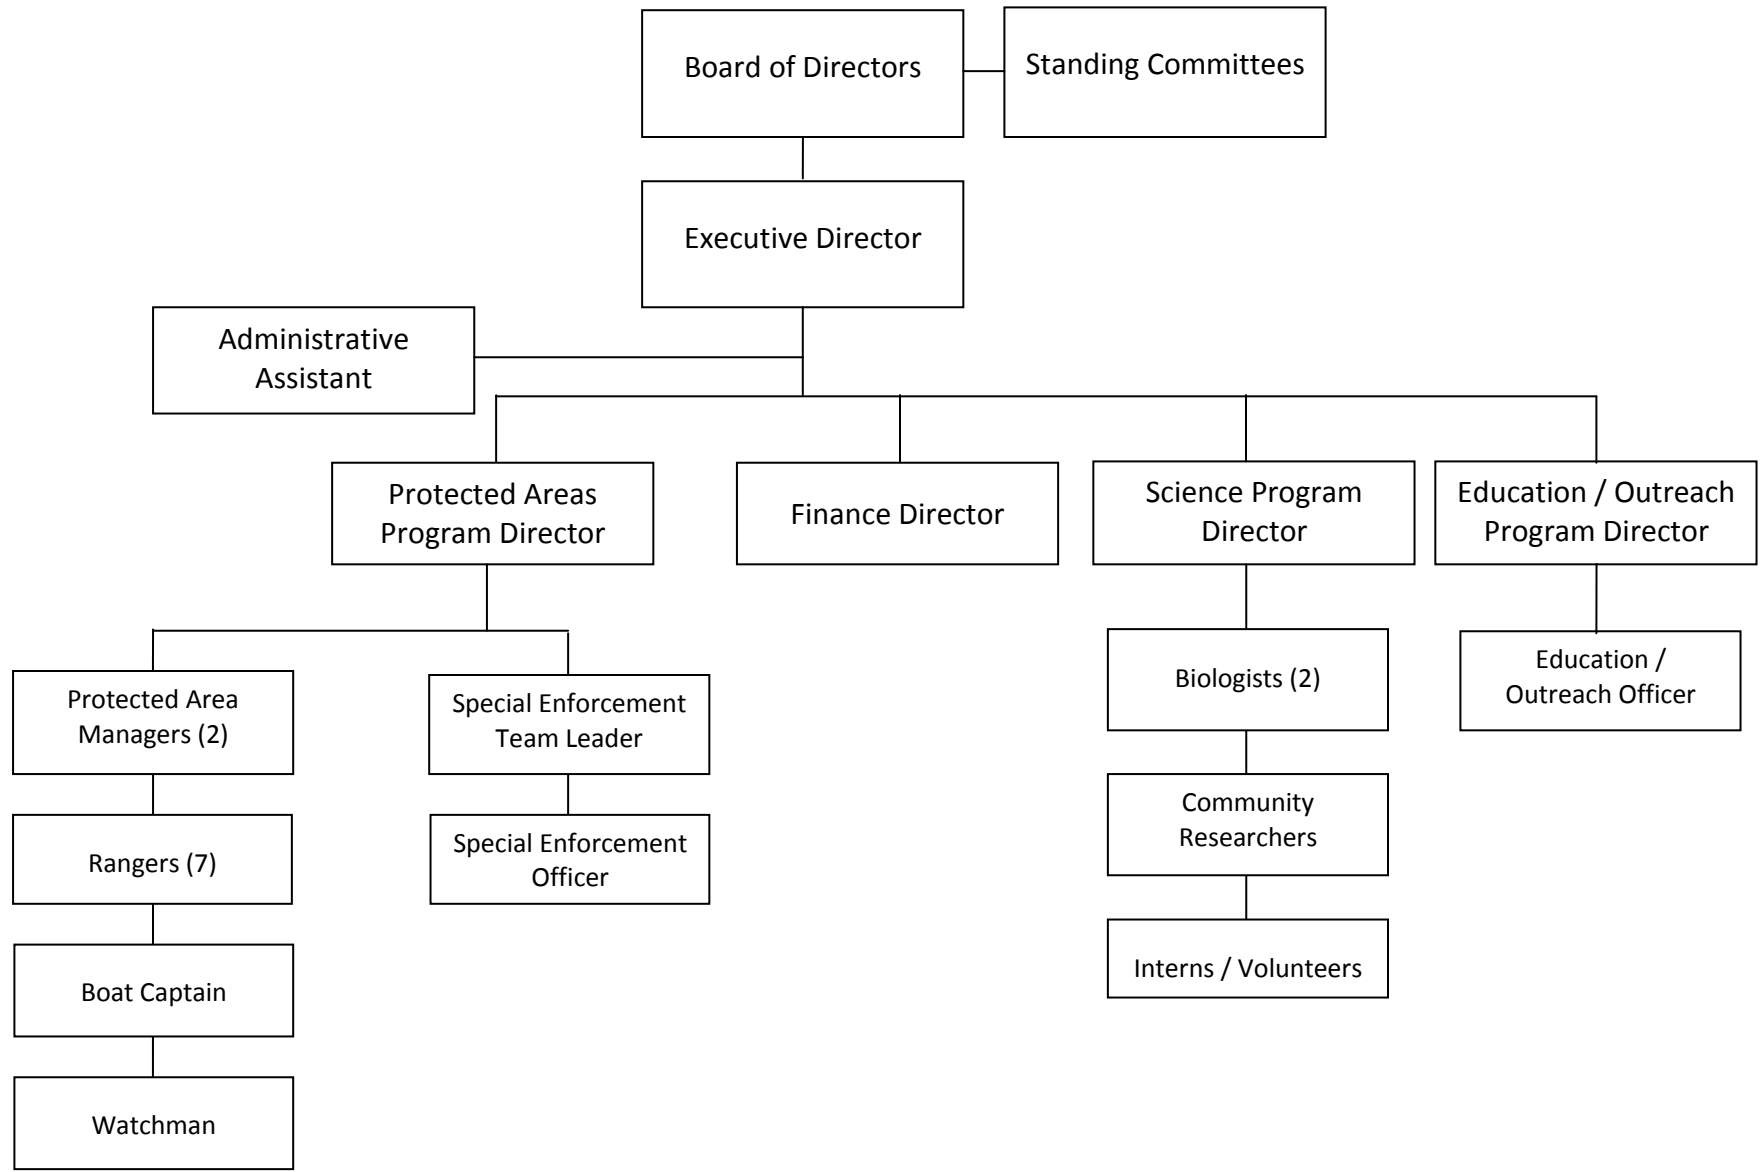 Board of Directors
Standing Committees
Executive Director
Administrative
Assistant
Protected Areas
Program Director
Finance Director
Science Program
Director
Education / Outreach
Program Director
Protected Area
Managers (2)
Special Enforcement
Team Leader
Biologists (2)
Education /
Outreach Officer
Rangers (7)
Special Enforcement
Officer
Community
Researchers
Boat Captain
Interns / Volunteers
Watchman